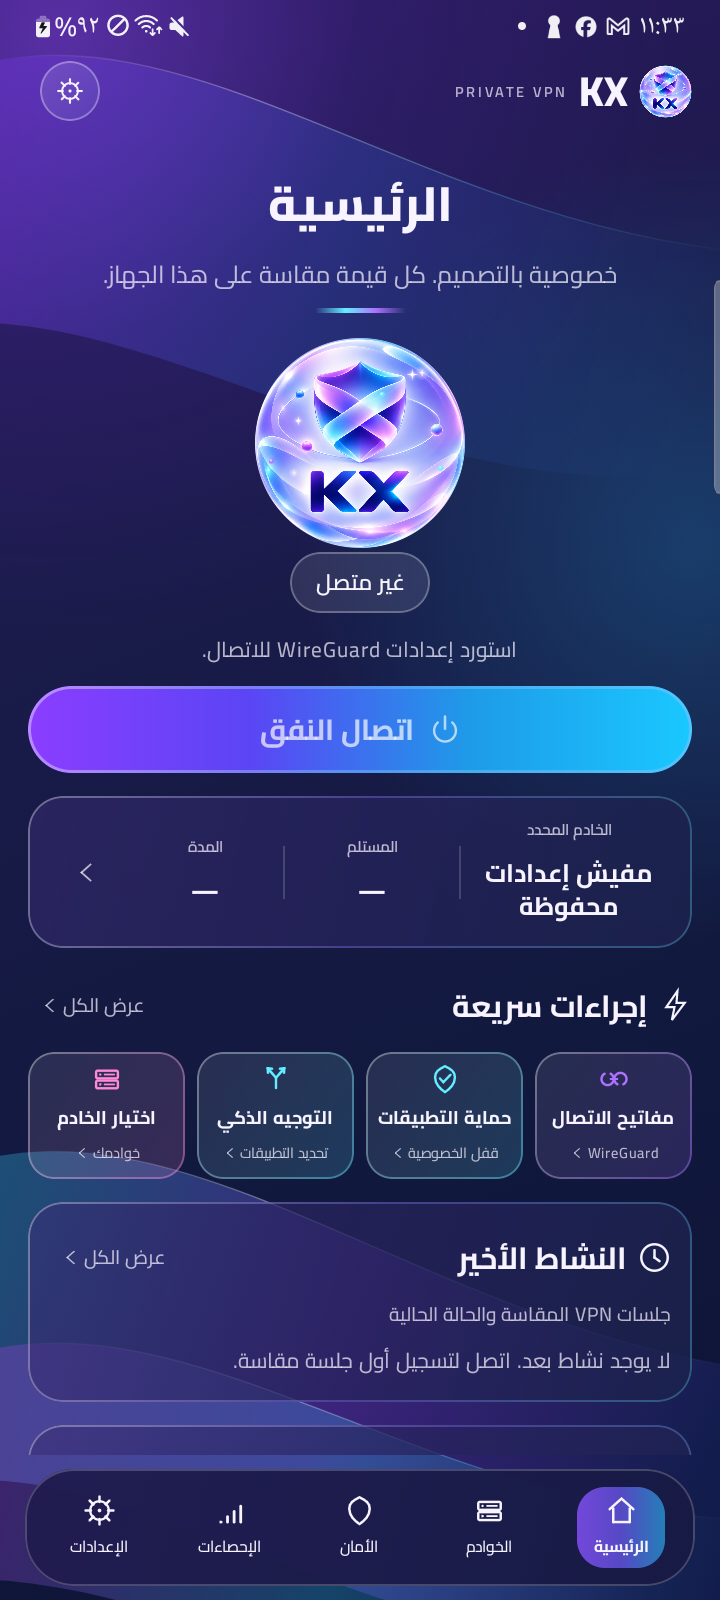 ١١:٣٣
%٩٢
KX PRIVATE VPN
KX
الرئيسية
خصوصية بالتصميم. كل قيمة مقاسة على هذا الجهاز.
KX
غير متصل
استورد إعدادات WireGuard للاتصال.
اتصال النفق
الخادم المحدد
مفيش إعدادات
محفوظة
المستلم
—
المدة
—
إجراءات سريعة
عرض الكل
مفاتيح الاتصال
WireGuard
حماية التطبيقات
قفل الخصوصية
التوجيه الذكي
تحديد التطبيقات
اختيار الخادم
خوادمك
النشاط الأخير
عرض الكل
جلسات VPN المقاسة والحالة الحالية
لا يوجد نشاط بعد. اتصل لتسجيل أول جلسة مقاسة.
الرئيسية
الخوادم
الأمان
الإحصاءات
الإعدادات